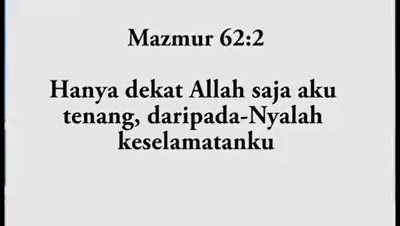 Mazmur 62:2
Hanya dekat Allah saja aku
tenang, daripada-Nyalah
keselamatanku